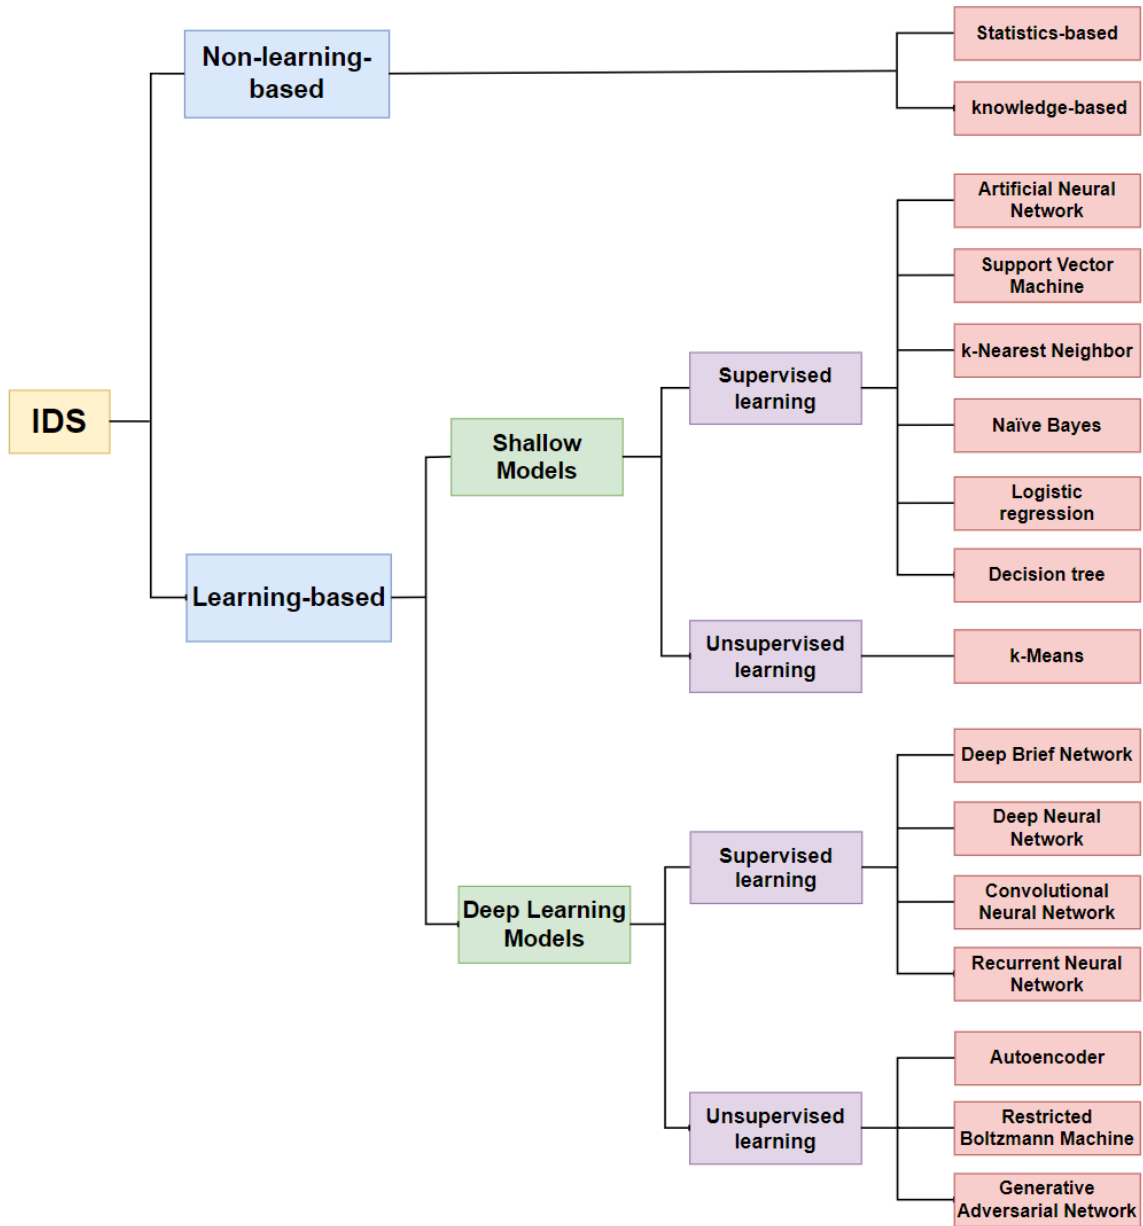 IDS
Non-learning-
based
Statistics-based
knowledge-based
Learning-based
Shallow
Models
Supervised
learning
Artificial Neural
Network
Support Vector
Machine
k-Nearest Neighbor
Naïve Bayes
Logistic
regression
Decision tree
Unsupervised
learning
k-Means
Deep Learning
Models
Supervised
learning
Deep Brief Network
Deep Neural
Network
Convolutional
Neural Network
Recurrent Neural
Network
Unsupervised
learning
Autoencoder
Restricted
Boltzmann Machine
Generative
Adversarial Network